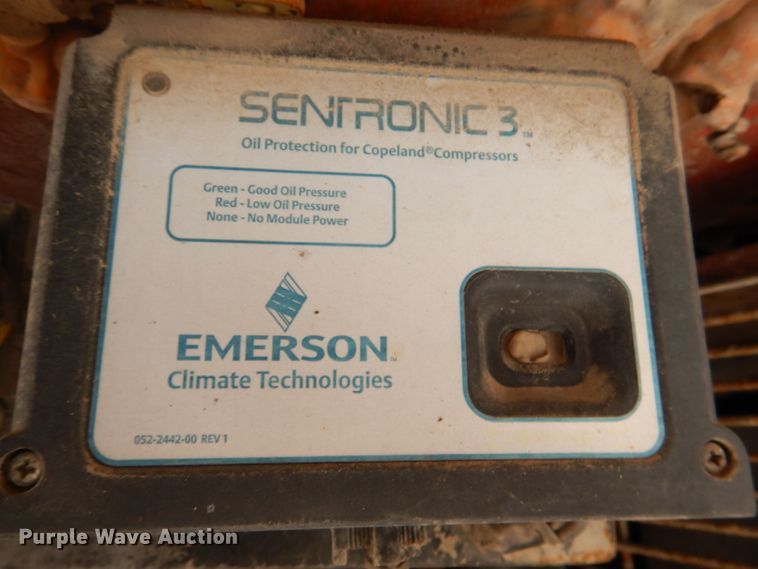 SENTRONIC 3™
Oil Protection for Copeland®Compressors
Green - Good Oil Pressure
Red - Low Oil Pressure
None - No Module Power
EMERSON™
Climate Technologies
052-2442-00 REV 1
Purple Wave Auction